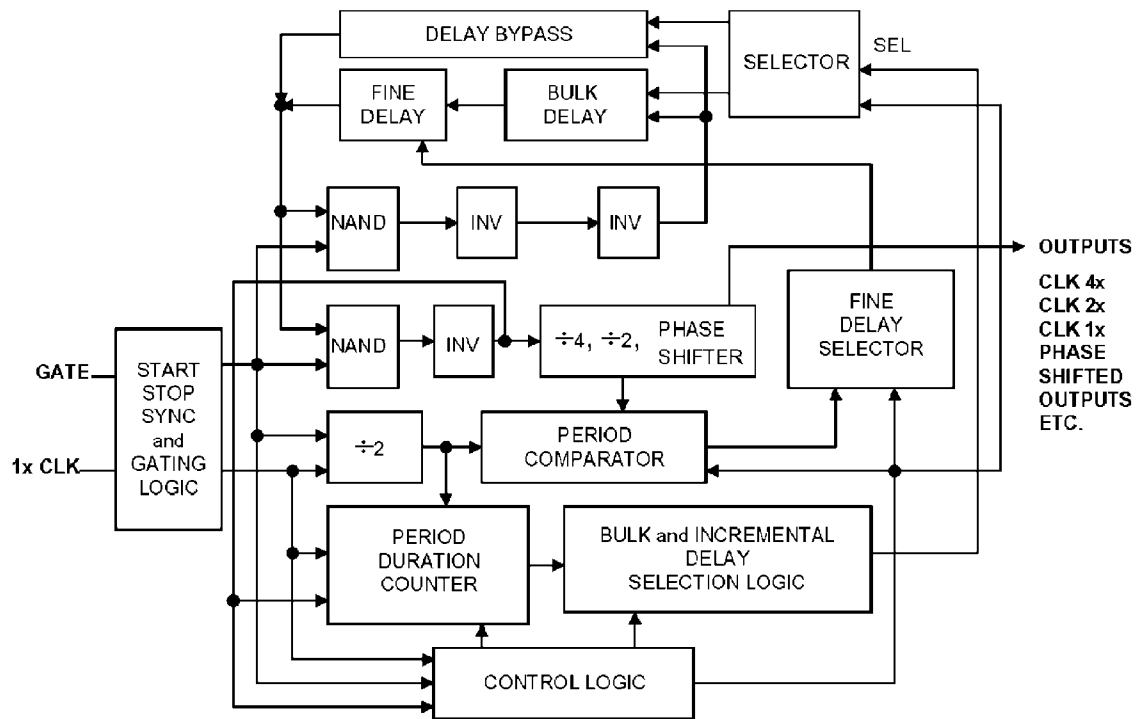 DELAY BYPASS
SELECTOR
SEL
FINE
DELAY
BULK
DELAY
NAND
INV
INV
OUTPUTS
CLK 4x
CLK 2x
CLK 1x
PHASE
SHIFTED
OUTPUTS
ETC.
FINE
DELAY
SELECTOR
NAND
INV
÷4, ÷2, PHASE
SHIFTER
GATE
1x CLK
START
STOP
SYNC
and
GATING
LOGIC
÷2
PERIOD
COMPARATOR
PERIOD
DURATION
COUNTER
BULK and INCREMENTAL
DELAY
SELECTION LOGIC
CONTROL LOGIC